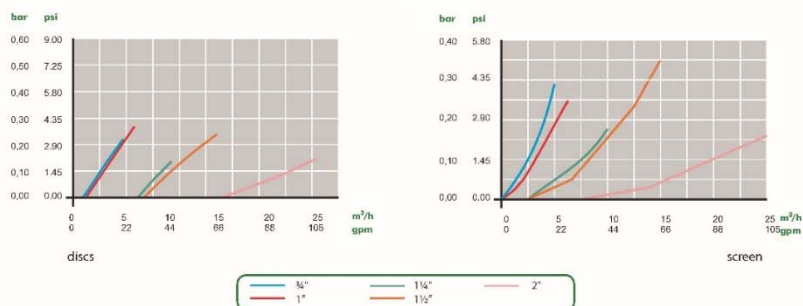 bar psi
0,60 9.00
0,50 7.25
0,40 5.80
0,30 4.35
0,20 2.90
0,10 1.45
0,00 0.00
0 5 10 15 20 25 m³/h
0 22 44 66 88 105 gpm
discs
bar psi
0,40 5.80
0,30 4.35
0,20 2.90
0,10 1.45
0,00 0.00
0 5 10 15 20 25 m³/h
0 22 44 66 88 105 gpm
screen
¾" 1¼" 2"
1" 1½"